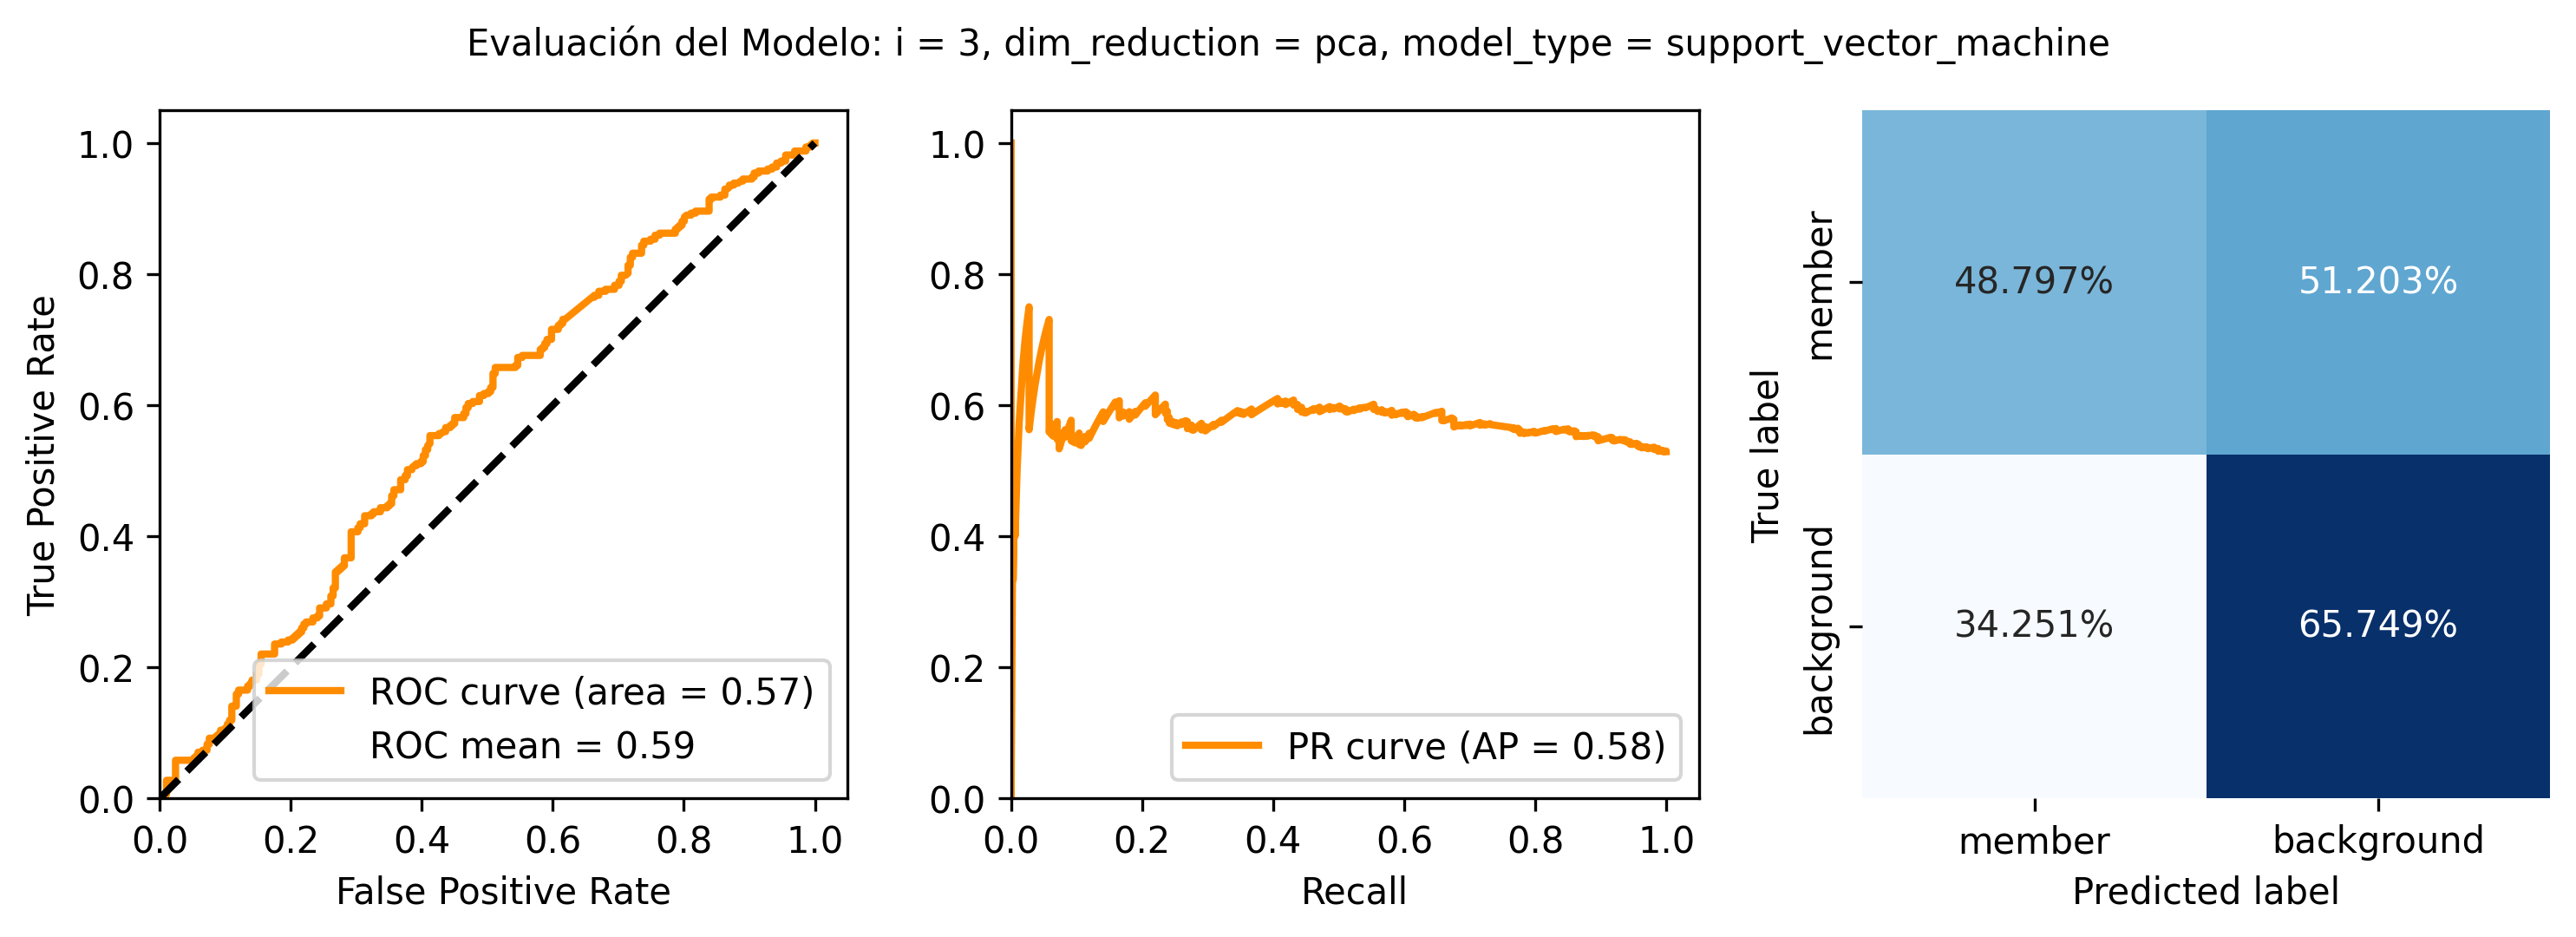 Evaluación del Modelo: i = 3, dim_reduction = pca, model_type = support_vector_machine
True Positive Rate
1.0
0.8
0.6
0.4
0.2
0.0
0.0 0.2 0.4 0.6 0.8 1.0
False Positive Rate
ROC curve (area = 0.57)
ROC mean = 0.59
1.0
0.8
0.6
0.4
0.2
0.0
0.0 0.2 0.4 0.6 0.8 1.0
Recall
PR curve (AP = 0.58)
True label
member
background
48.797% 51.203%
34.251% 65.749%
member background
Predicted label